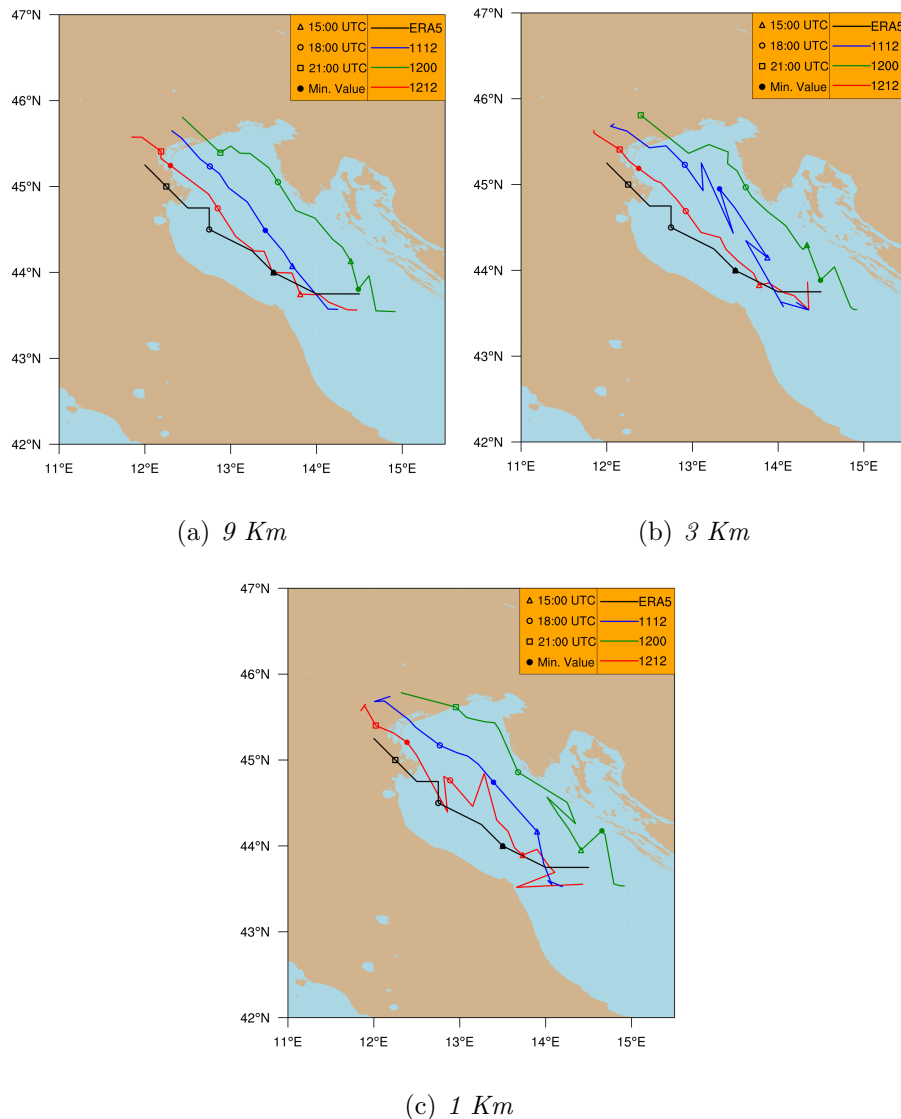 47°N
46°N
45°N
44°N
43°N
42°N
11°E 12°E 13°E 14°E 15°E
15:00 UTC ERA5
18:00 UTC 1112
21:00 UTC 1200
Min. Value 1212
(a) 9 Km
47°N
46°N
45°N
44°N
43°N
42°N
11°E 12°E 13°E 14°E 15°E
15:00 UTC ERA5
18:00 UTC 1112
21:00 UTC 1200
Min. Value 1212
(b) 3 Km
47°N
46°N
45°N
44°N
43°N
42°N
11°E 12°E 13°E 14°E 15°E
15:00 UTC ERA5
18:00 UTC 1112
21:00 UTC 1200
Min. Value 1212
(c) 1 Km